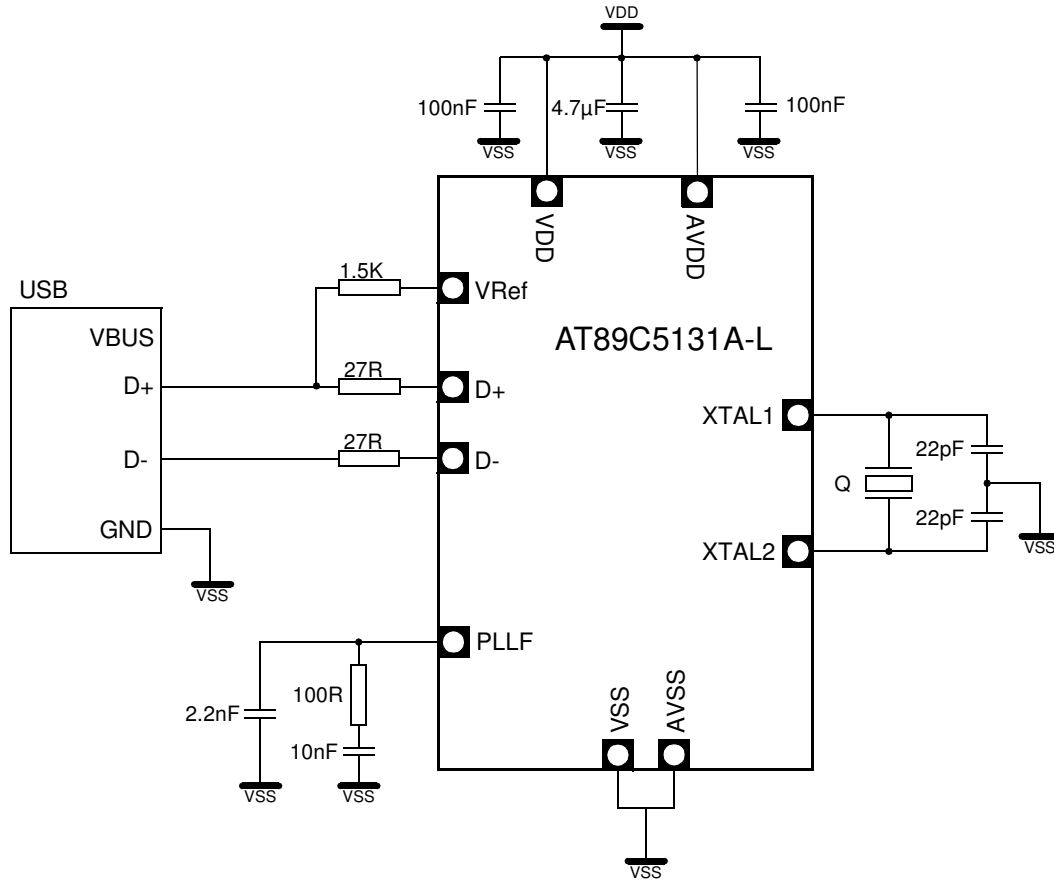 VDD
100nF
4.7µF
100nF
VSS
VSS
VSS
VDD
AVDD
1.5K
VRef
USB
VBUS
AT89C5131A-L
27R
D+
D+
XTAL1
27R
D-
D-
22pF
Q
22pF
GND
XTAL2
VSS
VSS
PLLF
100R
2.2nF
10nF
VSS
AVSS
VSS
VSS
VSS